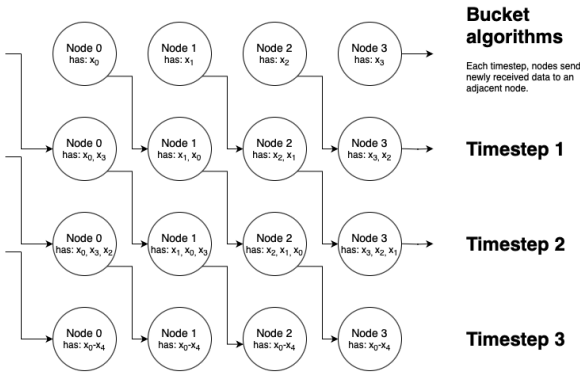 Bucket
algorithms
Each timestep, nodes send
newly received data to an
adjacent node.
Node 0
has: x₀
Node 1
has: x₁
Node 2
has: x₂
Node 3
has: x₃
Timestep 1
Node 0
has: x₀, x₃
Node 1
has: x₁, x₀
Node 2
has: x₂, x₁
Node 3
has: x₃, x₂
Timestep 2
Node 0
has: x₀, x₃, x₂
Node 1
has: x₁, x₀, x₃
Node 2
has: x₂, x₁, x₀
Node 3
has: x₃, x₂, x₁
Timestep 3
Node 0
has: x₀-x₄
Node 1
has: x₀-x₄
Node 2
has: x₀-x₄
Node 3
has: x₀-x₄